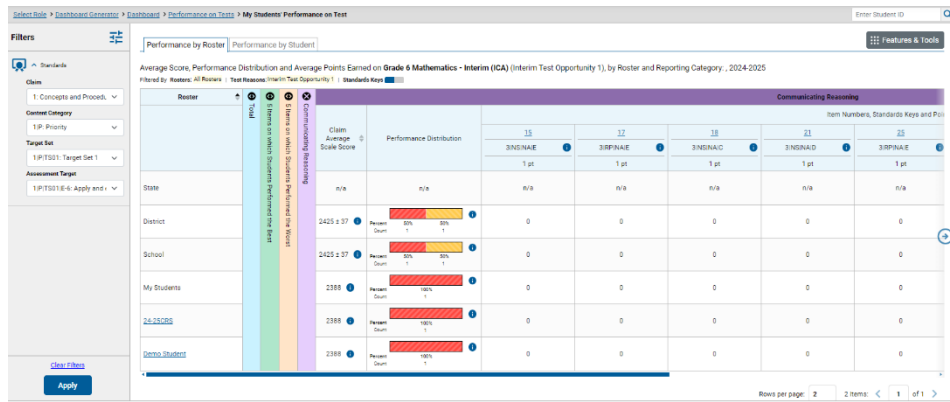 Select Role > Dashboard Generator > Dashboard > Performance on Tests > My Students' Performance on Test
Enter Student ID
Filters
Features & Tools
Performance by Roster
Performance by Student
Average Score, Performance Distribution and Average Points Earned on Grade 6 Mathematics - Interim (ICA) (Interim Test Opportunity 1), by Roster and Reporting Category: , 2024-2025
Filtered By Rosters: All Rosters | Test Reasons: Interim Test Opportunity 1 | Standards Keys
Standards
Claim
1: Concepts and Procedu,
Content Category
1|P: Priority
Target Set
1|P|TS01: Target Set 1
Assessment Target
1|P|TS01|E-6: Apply and
Clear Filters
Apply
Roster
Total
5 Items on which Students Performed the Best
5 Items on which Students Performed the Worst
Communicating Reasoning
Communicating Reasoning
Item Numbers, Standards Keys and
Claim Average Scale Score
Performance Distribution
15 17 18 21 25
3|NS|NA|E 3|RP|NA|E 3|NS|NA|C 3|NS|NA|D 3|RP|NA|E
1 pt 1 pt 1 pt 1 pt 1 pt
State n/a n/a n/a n/a n/a n/a n/a
District 2425 ± 37 Percent 50% 50% Count 1 1 0 0 0 0 0
School 2425 ± 37 Percent 50% 50% Count 1 1 0 0 0 0 0
My Students 2388 Percent 100% Count 1 0 0 0 0 0
24-25CRS 2388 Percent 100% Count 1 0 0 0 0 0
Demo Student 2388 Percent 100% Count 1 0 0 0 0 0
Rows per page: 2 2 items: < 1 of 1 >